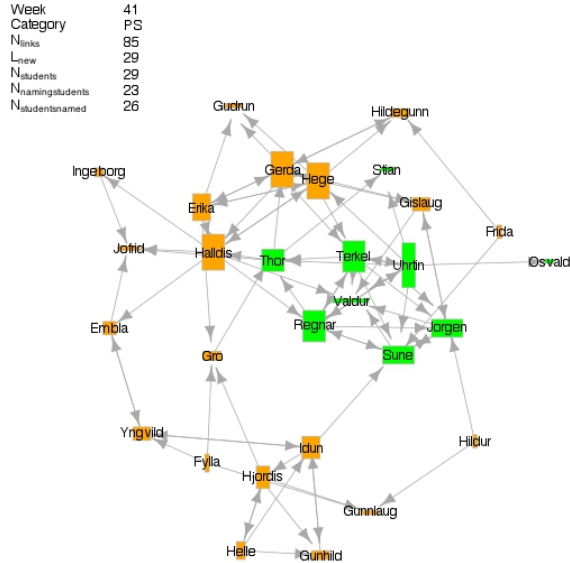 Week 41
Category PS
Nlinks 85
Lnew 29
Nstudents 29
Nnamingstudents 23
Nstudentsnamed 26
Gudrun
Hildegunn
Ingeborg
Gerda
Stian
Hege
Erika
Gislaug
Frida
Jofrid
Halldis
Thor
Terkel
Uhrtin
Osvald
Valdur
Embla
Regnar
Jorgen
Gro
Sune
Yngvild
Idun
Hildur
Fylla
Hjordis
Gunnlaug
Helle
Gunhild